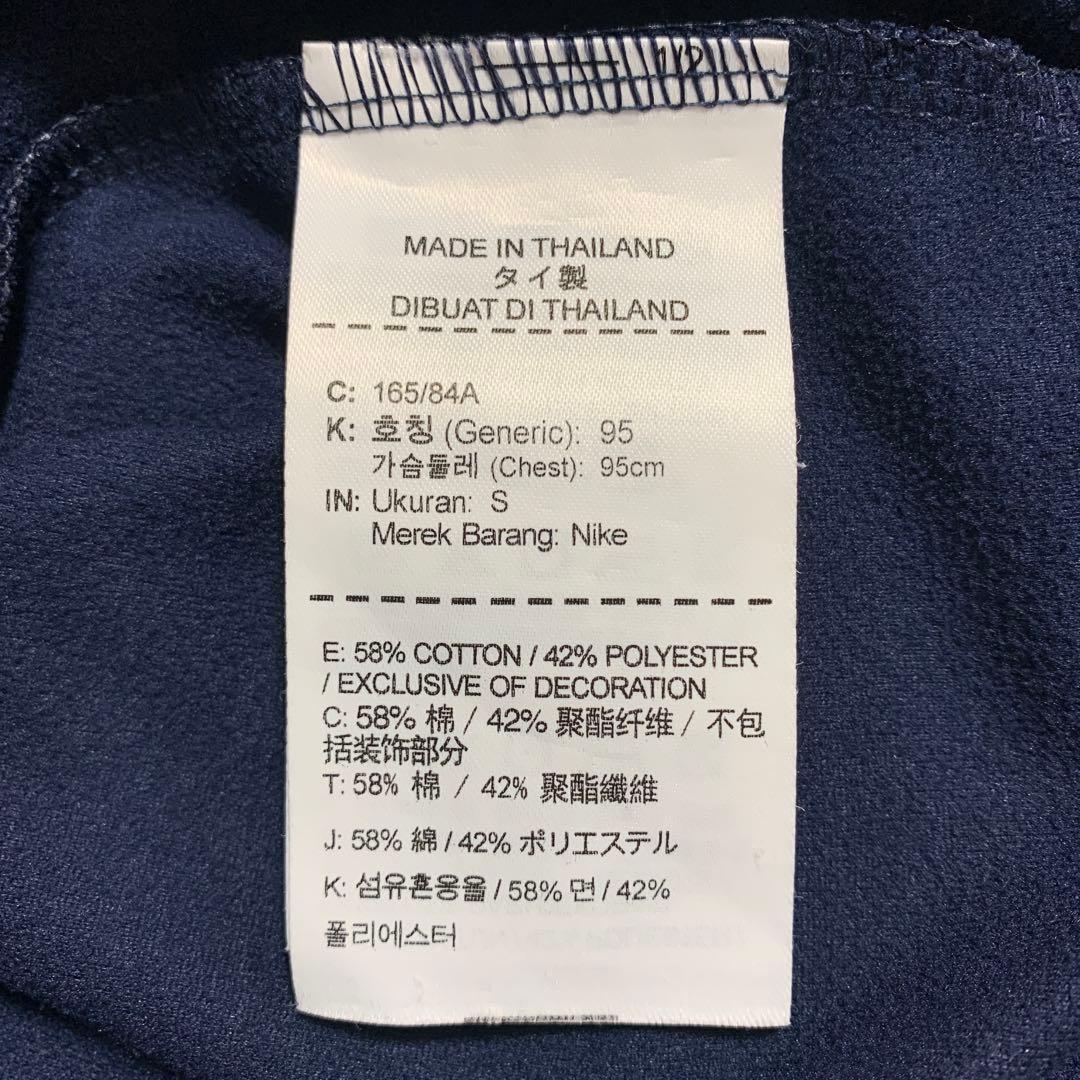 1/2
MADE IN THAILAND
タイ製
DIBUAT DI THAILAND
C: 165/84A
K: 호칭 (Generic): 95
가슴둘레 (Chest): 95cm
IN: Ukuran: S
Merek Barang: Nike
E: 58% COTTON / 42% POLYESTER
/ EXCLUSIVE OF DECORATION
C: 58% 棉 / 42% 聚酯纤维 / 不包
括装饰部分
T: 58% 棉 / 42% 聚酯纖維
J: 58% 綿 / 42% ポリエステル
K: 섬유혼용율 / 58% 면 / 42%
폴리에스터